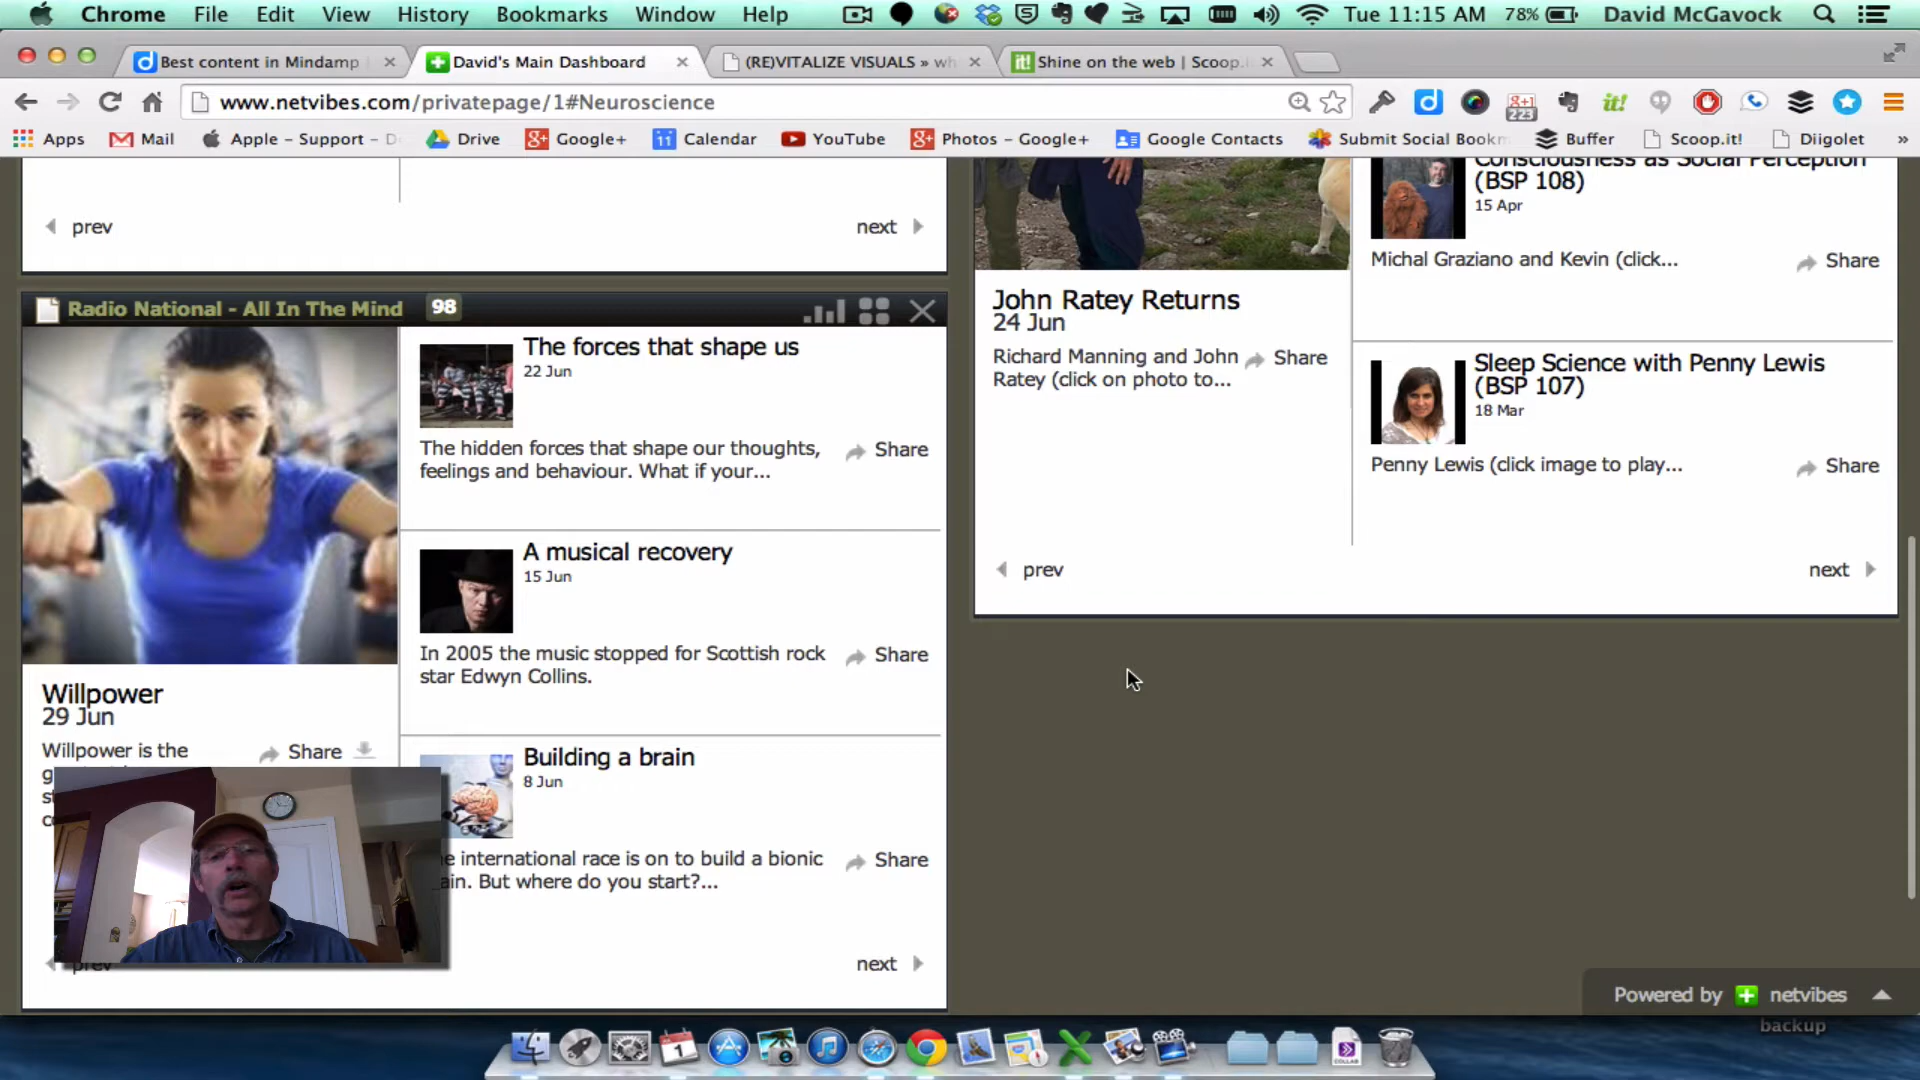 Chrome File Edit View History Bookmarks Window Help Tue 11:15 AM 78% David McGavock
Best content in Mindamp
David's Main Dashboard
(RE)VITALIZE VISUALS » wh
Shine on the web | Scoop.i
www.netvibes.com/privatepage/1#Neuroscience
223
Apps Mail Apple – Support – D Drive Google+ Calendar YouTube Photos – Google+ Google Contacts Submit Social Bookm Buffer Scoop.it! Diigolet »
prev next
Radio National - All In The Mind 98
The forces that shape us
22 Jun
The hidden forces that shape our thoughts,
feelings and behaviour. What if your...
Share
A musical recovery
15 Jun
In 2005 the music stopped for Scottish rock
star Edwyn Collins.
Share
Willpower
29 Jun
Willpower is the
Share
Building a brain
8 Jun
e international race is on to build a bionic
ain. But where do you start?...
Share
prev next
John Ratey Returns
24 Jun
Richard Manning and John
Ratey (click on photo to...
Share
Consciousness as Social Perception
(BSP 108)
15 Apr
Michal Graziano and Kevin (click...
Share
Sleep Science with Penny Lewis
(BSP 107)
18 Mar
Penny Lewis (click image to play...
Share
prev next
Powered by netvibes
backup